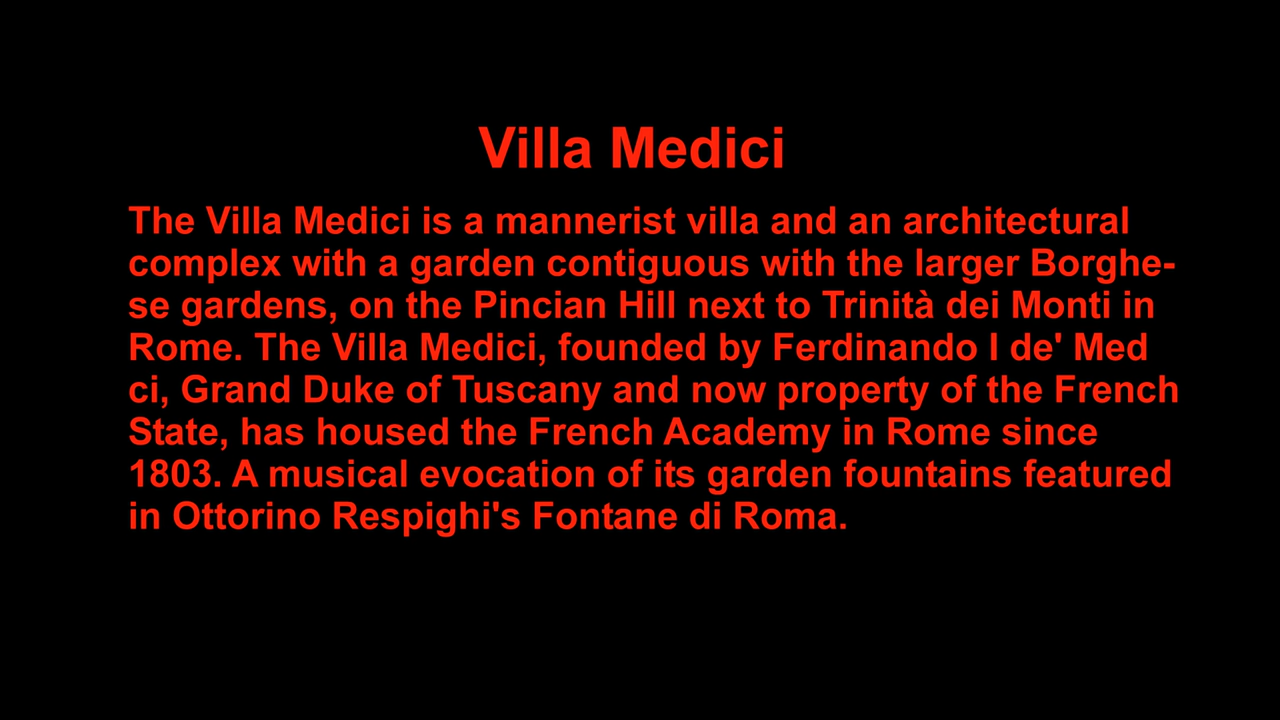 Villa Medici
The Villa Medici is a mannerist villa and an architectural
complex with a garden contiguous with the larger Borghe-
se gardens, on the Pincian Hill next to Trinità dei Monti in
Rome. The Villa Medici, founded by Ferdinando I de' Med
ci, Grand Duke of Tuscany and now property of the French
State, has housed the French Academy in Rome since
1803. A musical evocation of its garden fountains featured
in Ottorino Respighi's Fontane di Roma.